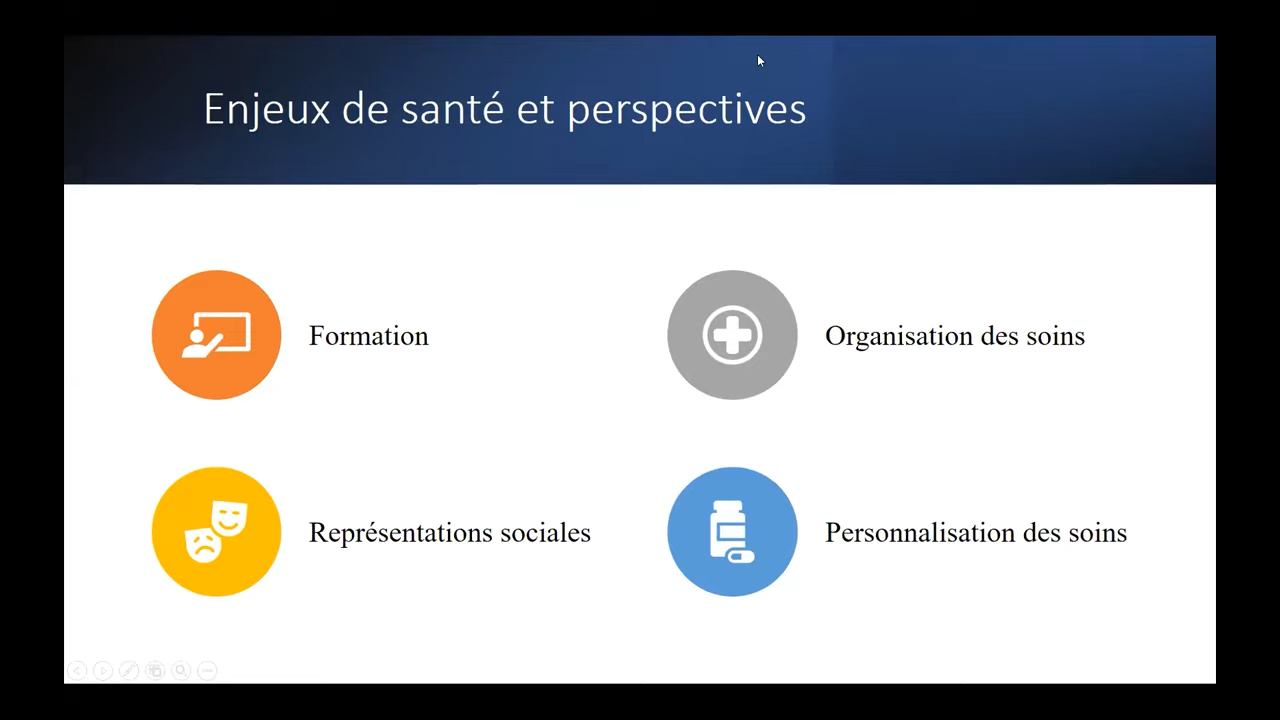 Enjeux de santé et perspectives
Formation
Organisation des soins
Représentations sociales
Personnalisation des soins